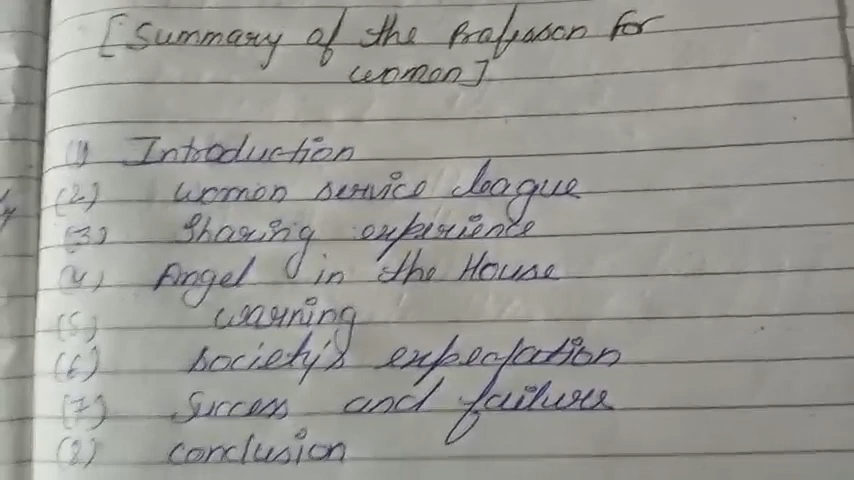 [Summary of the Profession For
women]
(1) Introduction
(2) women service league
(3) Sharing experience
(4) Angel in the House
(5) warning
(6) society's expectation
(7) Success and failure
(8) conclusion